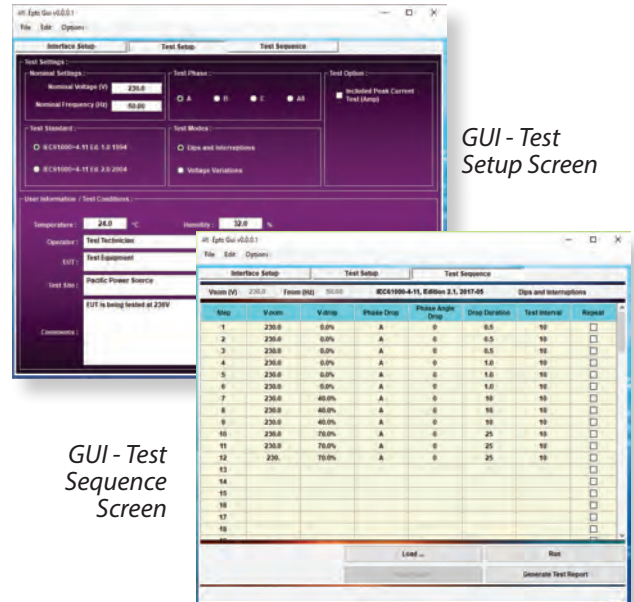 Epts Gui v0.0.0.1
File Edit Options
Interface Setup Test Setup Test Sequence
Test Settings :
Nominal Settings :
Nominal Voltage (V) 230.0
Nominal Frequency (Hz) 50.00
Test Phase :
A B C All
Test Option :
Included Peak Current
Test (Amp)
Test Standard :
IEC61000-4-11 Ed. 1.0 1994
IEC61000-4-11 Ed. 2.0 2004
Test Modes :
Dips and Interruptions
Voltage Variations
User Information / Test Conditions :
Temperature : 24.0 °C Humidity : 32.0 %
Operator : Test Technician
EUT : Test Equipment
Test Site : Pacific Power Source
Comments : EUT is being tested at 230V
GUI - Test
Setup Screen
Epts Gui v0.0.0.1
File Edit Options
Interface Setup Test Setup Test Sequence
Vnom (V) 230.0 Fnom (Hz) 50.00 IEC61000-4-11, Edition 2.1, 2017-05 Dips and Interruptions
Step V.nom V.drop Phase Drop Phase Angle Drop Drop Duration Test Interval Repeat
1 230.0 0.0% A 0 0.5 10
2 230.0 0.0% A 0 0.5 10
3 230.0 0.0% A 0 0.5 10
4 230.0 0.0% A 0 1.0 10
5 230.0 0.0% A 0 1.0 10
6 230.0 0.0% A 0 1.0 10
7 230.0 40.0% A 0 10 10
8 230.0 40.0% A 0 10 10
9 230.0 40.0% A 0 10 10
10 230.0 70.0% A 0 25 10
11 230.0 70.0% A 0 25 10
12 230. 70.0% A 0 25 10
13
14
15
16
17
18
Load ... Run
Generate Test Report
GUI - Test
Sequence
Screen